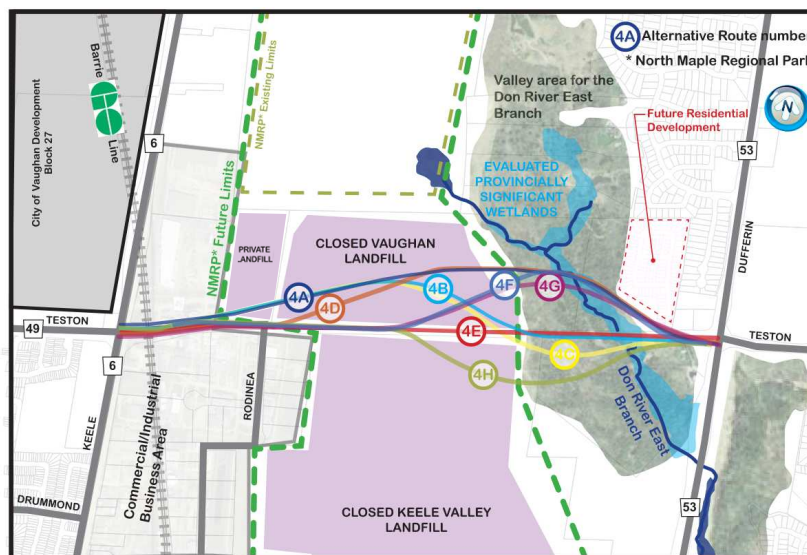 4A Alternative Route number
* North Maple Regional Park
N
Barrie
GO
Line
City of Vaughan Development
Block 27
6
NMRP* Existing Limits
NMRP* Future Limits
Valley area for the
Don River East
Branch
EVALUATED
PROVINCIALLY
SIGNIFICANT
WETLANDS
Future Residential
Development
53
DUFFERIN
PRIVATE
LANDFILL
CLOSED VAUGHAN
LANDFILL
4A
4D
4B
4F
4G
4E
4C
4H
49
TESTON
TESTON
6
KEELE
RODINEA
Commercial/Industrial
Business Area
DRUMMOND
Don River East
Branch
53
CLOSED KEELE VALLEY
LANDFILL